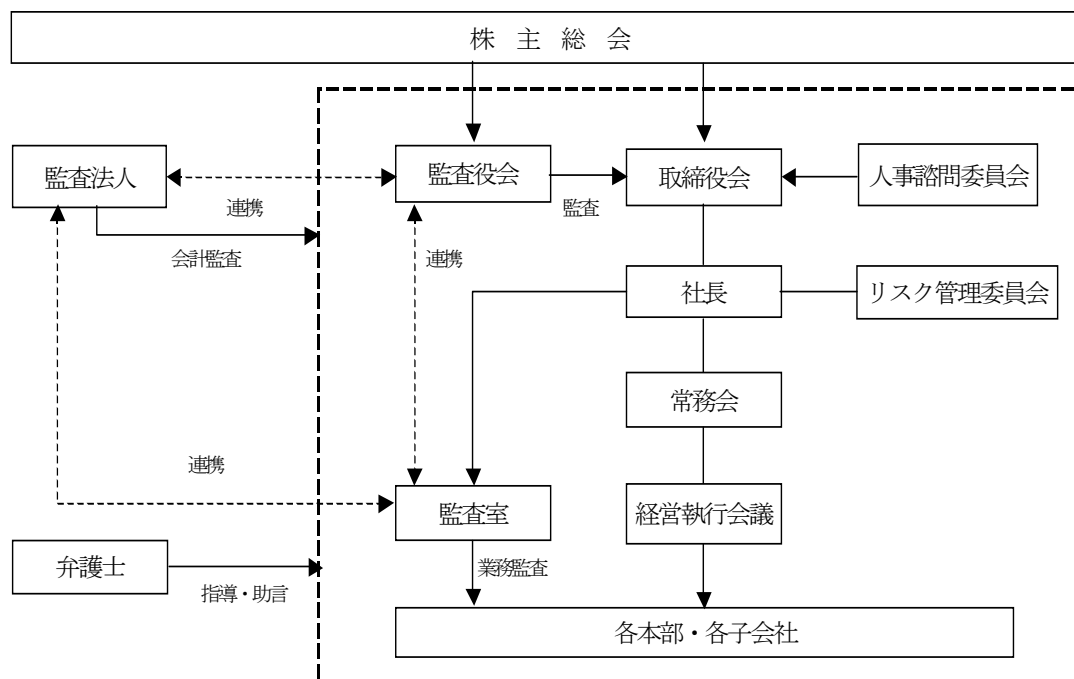 株主総会
監査法人
監査役会
取締役会
人事諮問委員会
連携
監査
会計監査
連携
社長
リスク管理委員会
常務会
連携
監査室
経営執行会議
弁護士
指導・助言
業務監査
各本部・各子会社